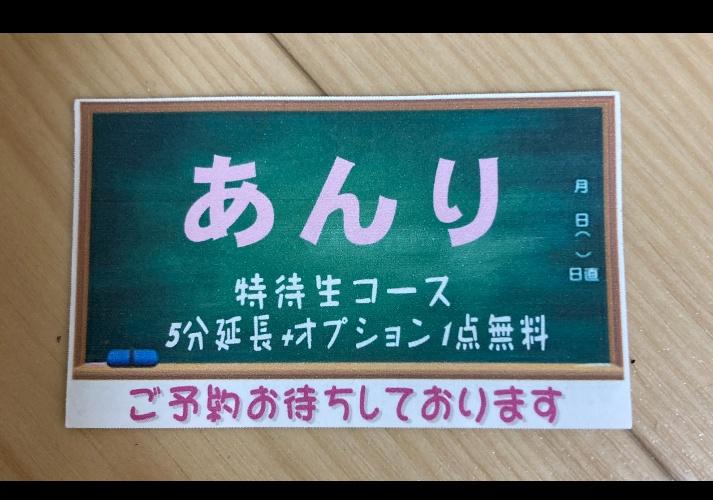 あんり
特待生コース
5分延長+オプション1点無料
月
日
( )
日直
ご予約お待ちしております